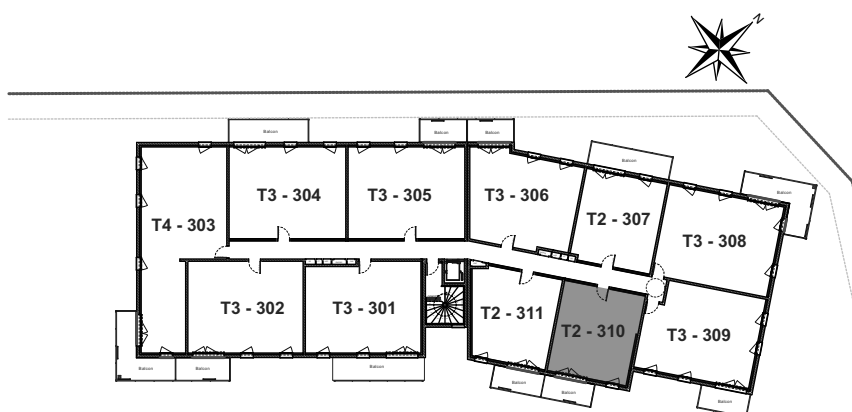 N
Balcon
Balcon
Balcon
Balcon
Balcon
T3 - 304
T3 - 305
T3 - 306
T4 - 303
T2 - 307
T3 - 308
T3 - 302
T3 - 301
T2 - 311
T2 - 310
T3 - 309
Balcon
Balcon
Balcon
Balcon
Balcon
Balcon